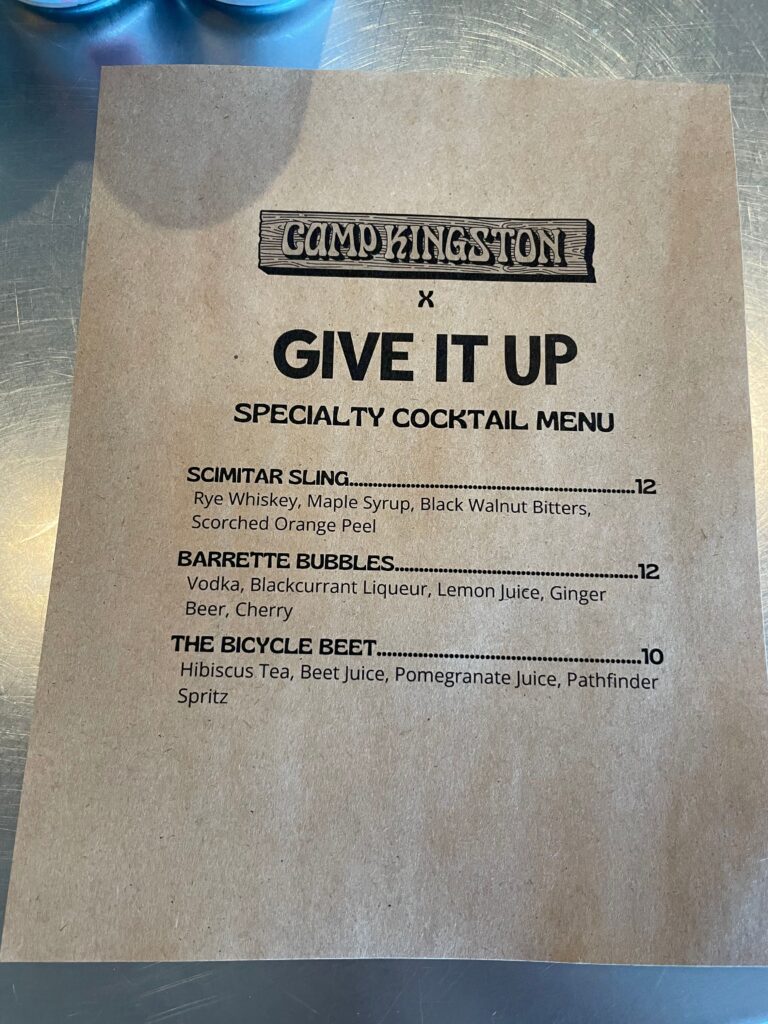 CAMP KINGSTON
X
GIVE IT UP
SPECIALTY COCKTAIL MENU
SCIMITAR SLING..................................................12
Rye Whiskey, Maple Syrup, Black Walnut Bitters,
Scorched Orange Peel
BARRETTE BUBBLES..........................................12
Vodka, Blackcurrant Liqueur, Lemon Juice, Ginger
Beer, Cherry
THE BICYCLE BEET.............................................10
Hibiscus Tea, Beet Juice, Pomegranate Juice, Pathfinder
Spritz